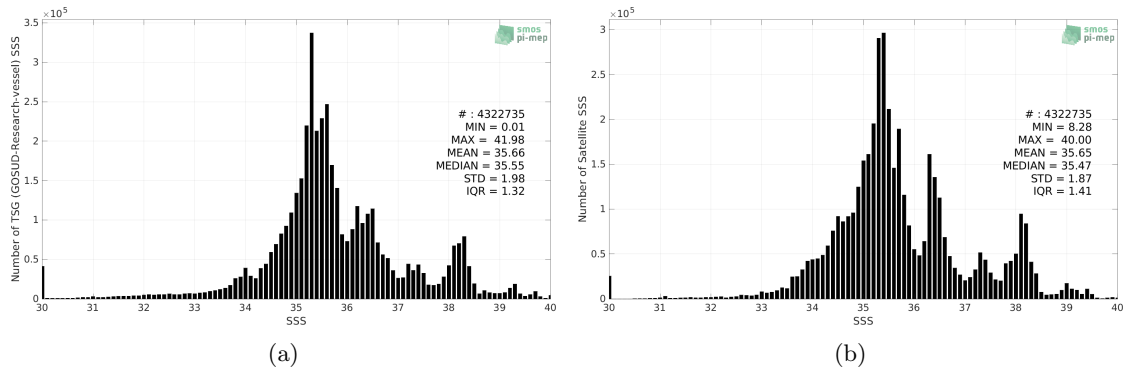 ×10⁵
3.5
3
2.5
2
1.5
1
0.5
0
Number of TSG (GOSUD-Research-vessel) SSS
smos
pi-mep
# : 4322735
MIN = 0.01
MAX = 41.98
MEAN = 35.66
MEDIAN = 35.55
STD = 1.98
IQR = 1.32
30 31 32 33 34 35 36 37 38 39 40
SSS
(a)
×10⁵
3
2.5
2
1.5
1
0.5
0
Number of Satellite SSS
smos
pi-mep
# : 4322735
MIN = 8.28
MAX = 40.00
MEAN = 35.65
MEDIAN = 35.47
STD = 1.87
IQR = 1.41
30 31 32 33 34 35 36 37 38 39 40
SSS
(b)